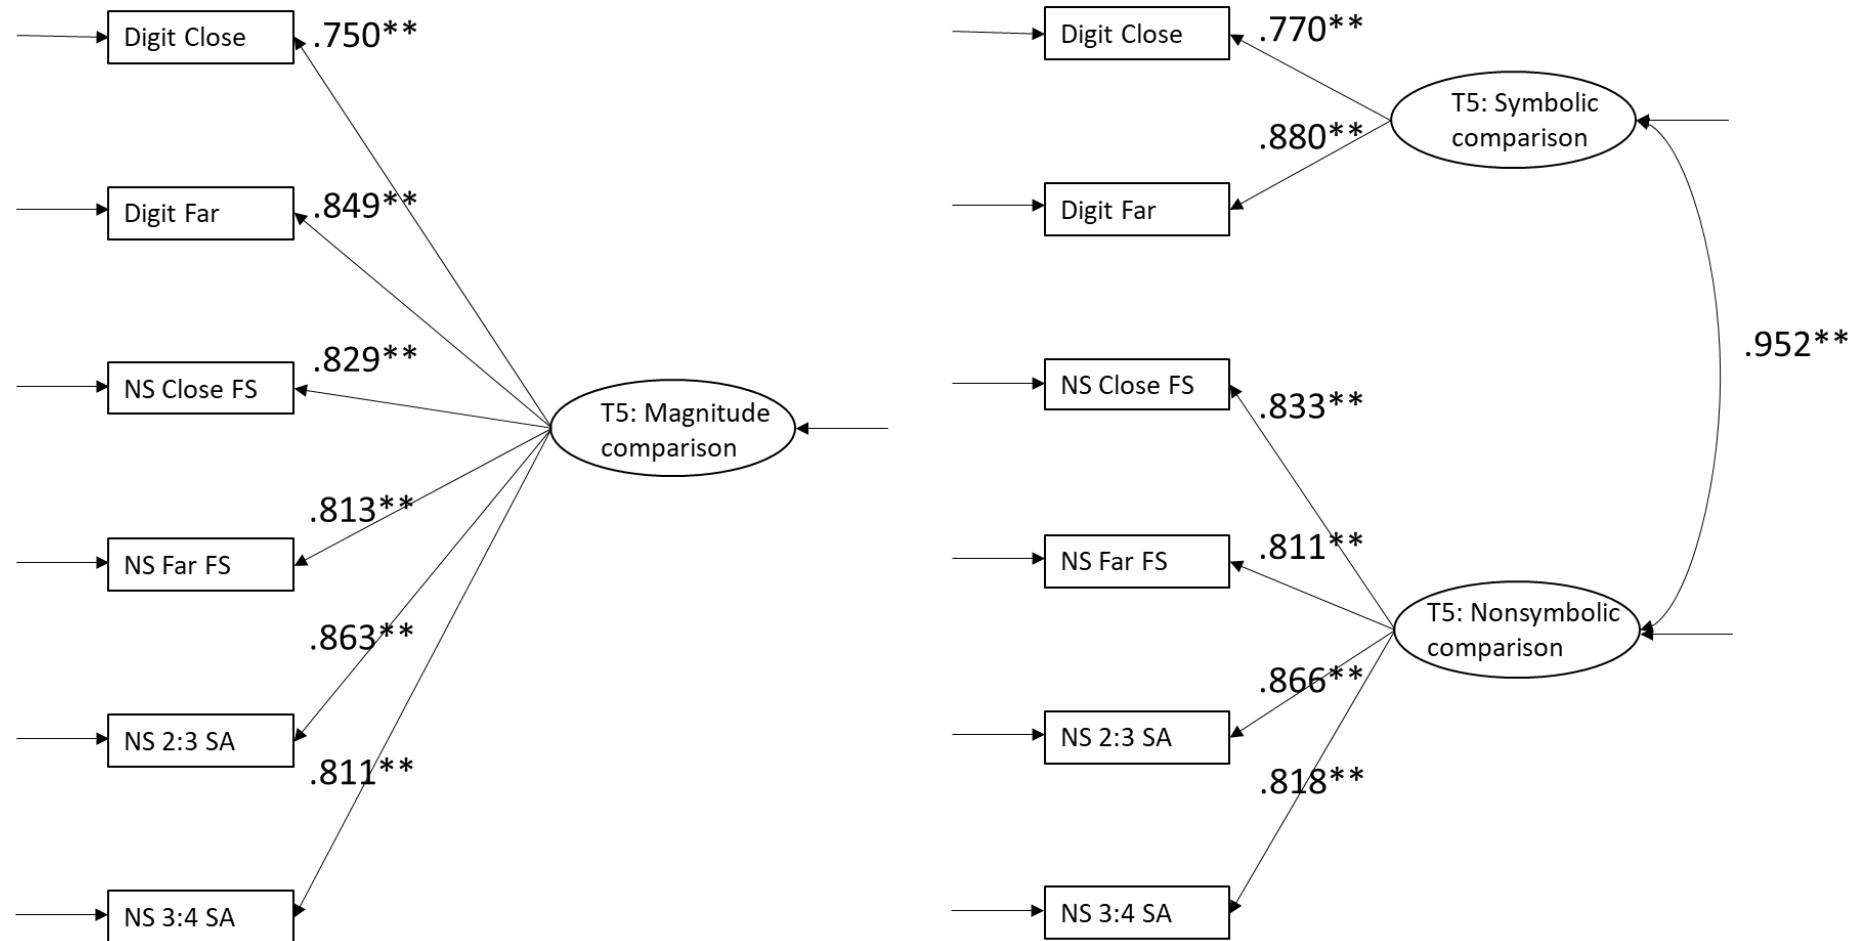 Digit Close
.750**
Digit Far
.849**
NS Close FS
.829**
T5: Magnitude
comparison
NS Far FS
.813**
NS 2:3 SA
.863**
NS 3:4 SA
.811**
Digit Close
.770**
T5: Symbolic
comparison
Digit Far
.880**
.952**
NS Close FS
.833**
NS Far FS
.811**
T5: Nonsymbolic
comparison
NS 2:3 SA
.866**
NS 3:4 SA
.818**